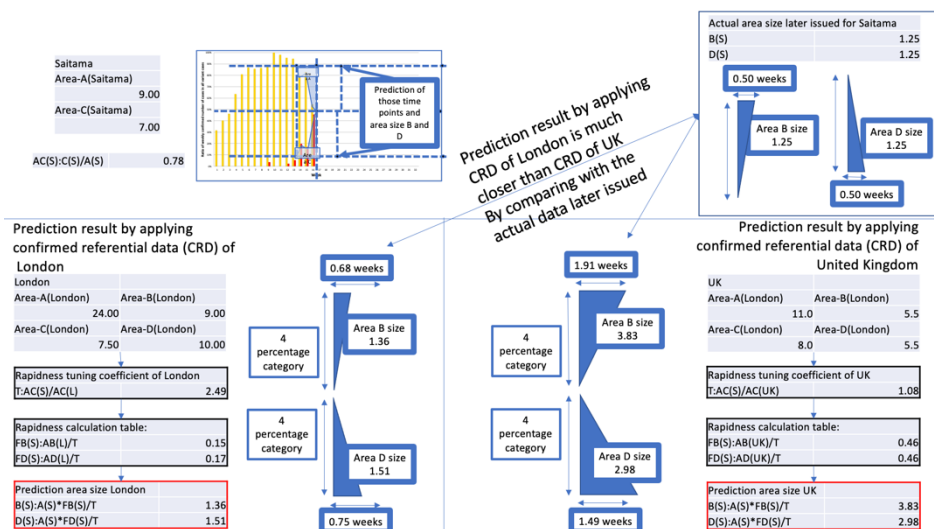 Saitama
Area-A(Saitama)
9.00
Area-C(Saitama)
7.00
AC(S):C(S)/A(S) 0.78
Prediction of
those time
points and
area size B and
D
Prediction result by applying
CRD of London is much
closer than CRD of UK
By comparing with the
actual data later issued
Actual area size later issued for Saitama
B(S) 1.25
D(S) 1.25
0.50 weeks
Area B size
1.25
Area D size
1.25
0.50 weeks
Prediction result by applying
confirmed referential data (CRD) of
London
London
Area-A(London) Area-B(London)
24.00 9.00
Area-C(London) Area-D(London)
7.50 10.00
Rapidness tuning coefficient of London
T:AC(S)/AC(L) 2.49
Rapidness calculation table:
FB(S):AB(L)/T 0.15
FD(S):AD(L)/T 0.17
Prediction area size London
B(S):A(S)*FB(S)/T 1.36
D(S):A(S)*FD(S)/T 1.51
0.68 weeks
4
percentage
category
Area B size
1.36
4
percentage
category
Area D size
1.51
0.75 weeks
1.91 weeks
4
percentage
category
Area B size
3.83
4
percentage
category
Area D size
2.98
1.49 weeks
Prediction result by applying
confirmed referential data (CRD) of
United Kingdom
UK
Area-A(London) Area-B(London)
11.0 5.5
Area-C(London) Area-D(London)
8.0 5.5
Rapidness tuning coefficient of UK
T:AC(S)/AC(UK) 1.08
Rapidness calculation table:
FB(S):AB(UK)/T 0.46
FD(S):AD(UK)/T 0.46
Prediction area size UK
B(S):A(S)*FB(S)/T 3.83
D(S):A(S)*FD(S)/T 2.98